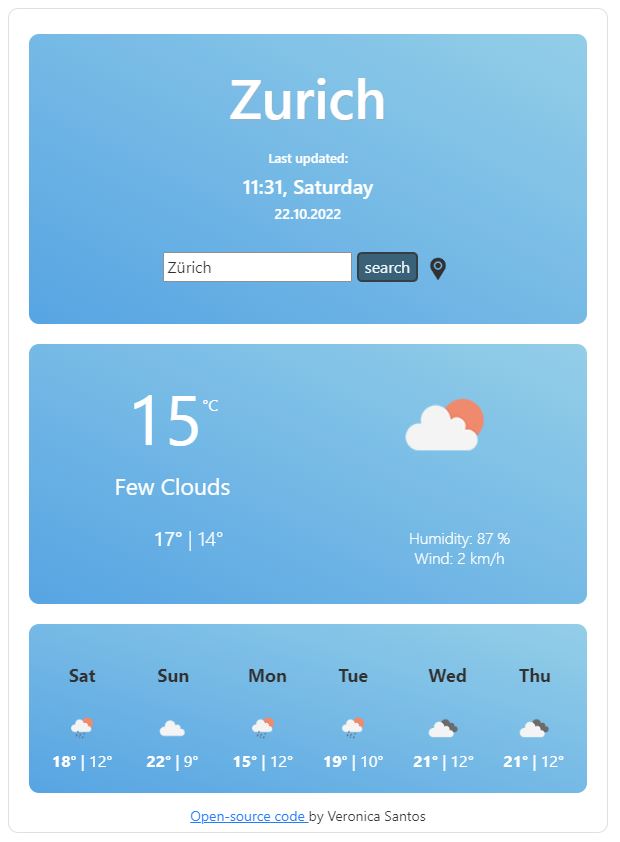 Zurich
Last updated:
11:31, Saturday
22.10.2022
Zürich search
15 °C
Few Clouds
17° | 14°
Humidity: 87 %
Wind: 2 km/h
Sat Sun Mon Tue Wed Thu
18° | 12° 22° | 9° 15° | 12° 19° | 10° 21° | 12° 21° | 12°
Open-source code by Veronica Santos